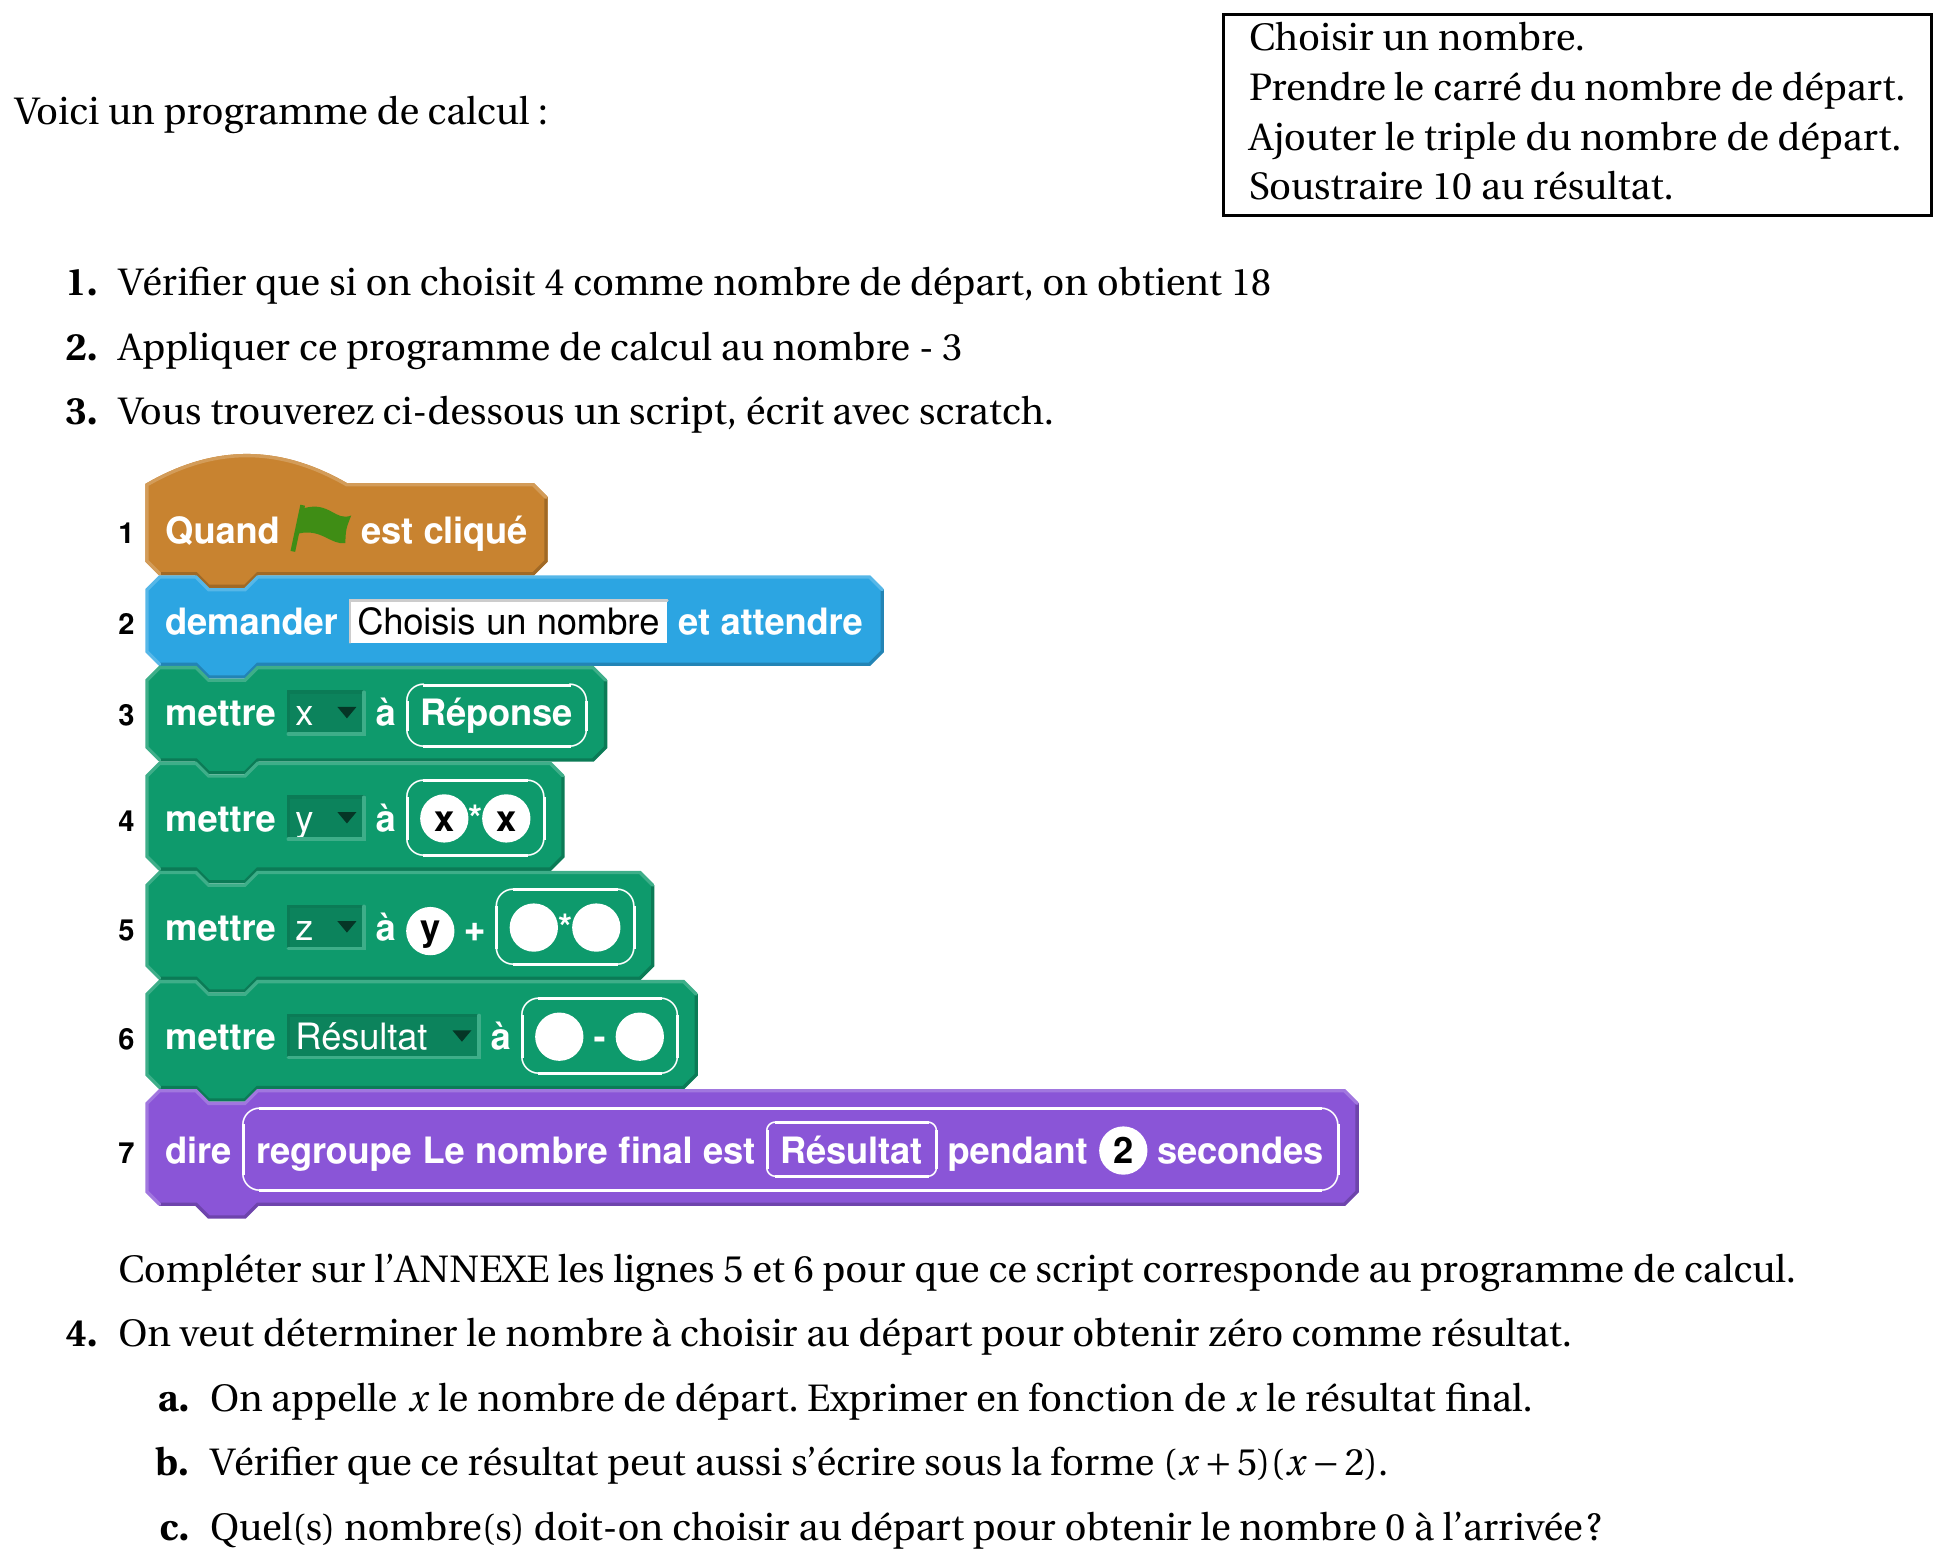 Choisir un nombre.
Prendre le carré du nombre de départ.
Voici un programme de calcul :
Ajouter le triple du nombre de départ.
Soustraire 10 au résultat.
1. Vérifier que si on choisit 4 comme nombre de départ, on obtient 18
2. Appliquer ce programme de calcul au nombre - 3
3. Vous trouverez ci-dessous un script, écrit avec scratch.
1 Quand est cliqué
2 demander Choisis un nombre et attendre
3 mettre x à Réponse
4 mettre y à x * x
5 mettre z à y + *
6 mettre Résultat à -
7 dire regroupe Le nombre final est Résultat pendant 2 secondes
Compléter sur l'ANNEXE les lignes 5 et 6 pour que ce script corresponde au programme de calcul.
4. On veut déterminer le nombre à choisir au départ pour obtenir zéro comme résultat.
a. On appelle x le nombre de départ. Exprimer en fonction de x le résultat final.
b. Vérifier que ce résultat peut aussi s'écrire sous la forme (x + 5)(x − 2).
c. Quel(s) nombre(s) doit-on choisir au départ pour obtenir le nombre 0 à l'arrivée ?